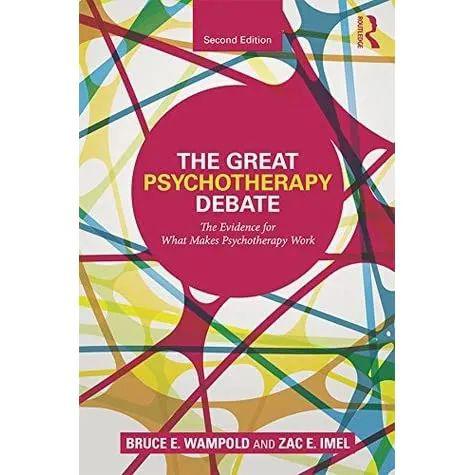 Second Edition
ROUTLEDGE
THE GREAT
PSYCHOTHERAPY
DEBATE
The Evidence for
What Makes Psychotherapy Work
BRUCE E. WAMPOLD AND ZAC E. IMEL